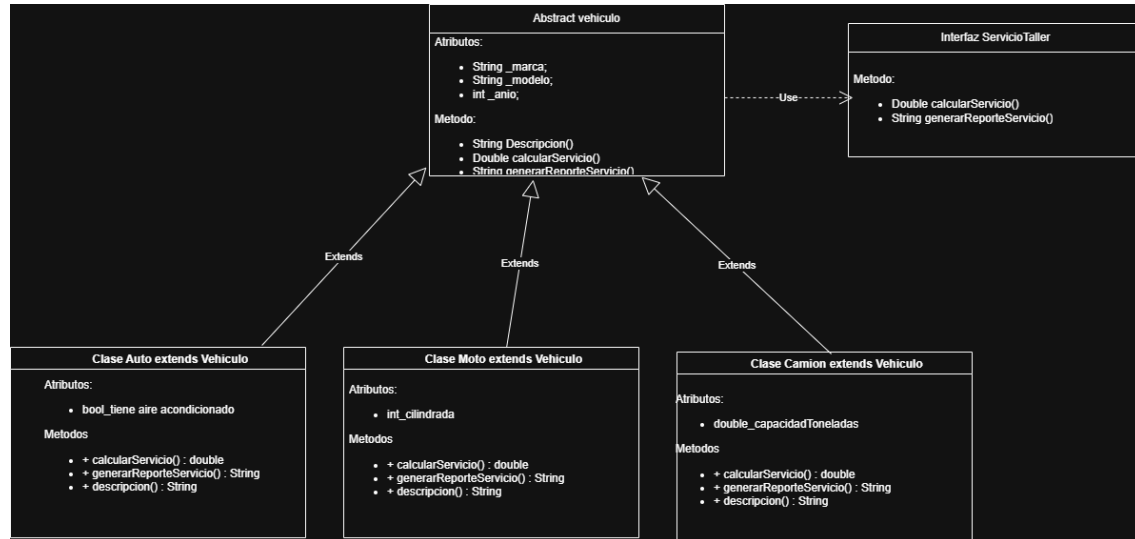 Abstract vehiculo
Atributos:
String _marca;
String _modelo;
int _anio;
Metodo:
String Descripcion()
Double calcularServicio()
String generarReporteServicio()
Use
Interfaz ServicioTaller
Metodo:
Double calcularServicio()
String generarReporteServicio()
Extends
Extends
Extends
Clase Auto extends Vehiculo
Atributos:
bool_tiene aire acondicionado
Metodos
+ calcularServicio() : double
+ generarReporteServicio() : String
+ descripcion() : String
Clase Moto extends Vehiculo
Atributos:
int_cilindrada
Metodos
+ calcularServicio() : double
+ generarReporteServicio() : String
+ descripcion() : String
Clase Camion extends Vehiculo
Atributos:
double_capacidadToneladas
Metodos
+ calcularServicio() : double
+ generarReporteServicio() : String
+ descripcion() : String